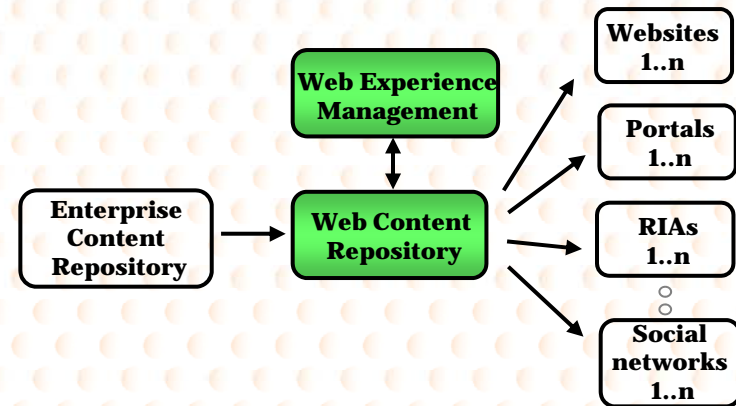 Websites
1..n
Web Experience
Management
Portals
1..n
Enterprise
Content
Repository
Web Content
Repository
RIAs
1..n
Social
networks
1..n